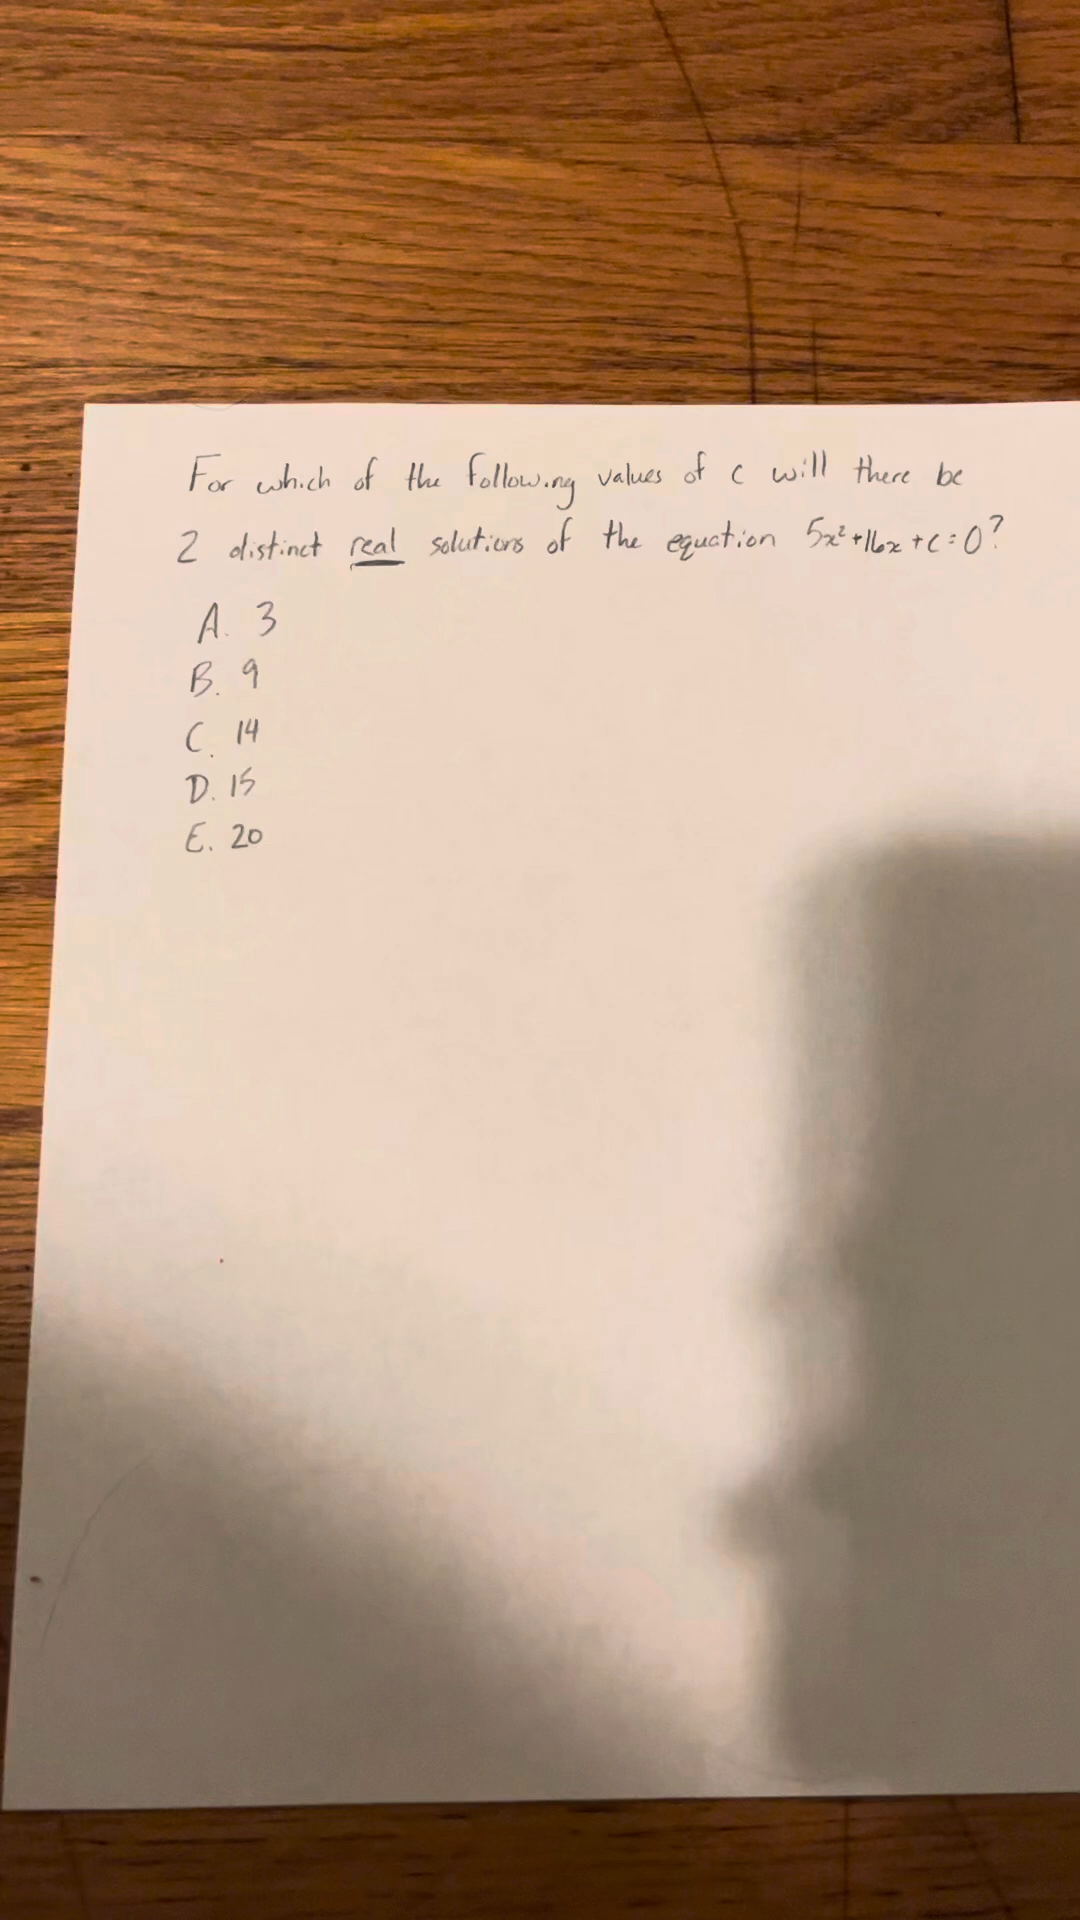 For which of the following values of c will there be
2 distinct real solutions of the equation 5x²+16x+c=0?
A. 3
B. 9
C. 14
D. 15
E. 20